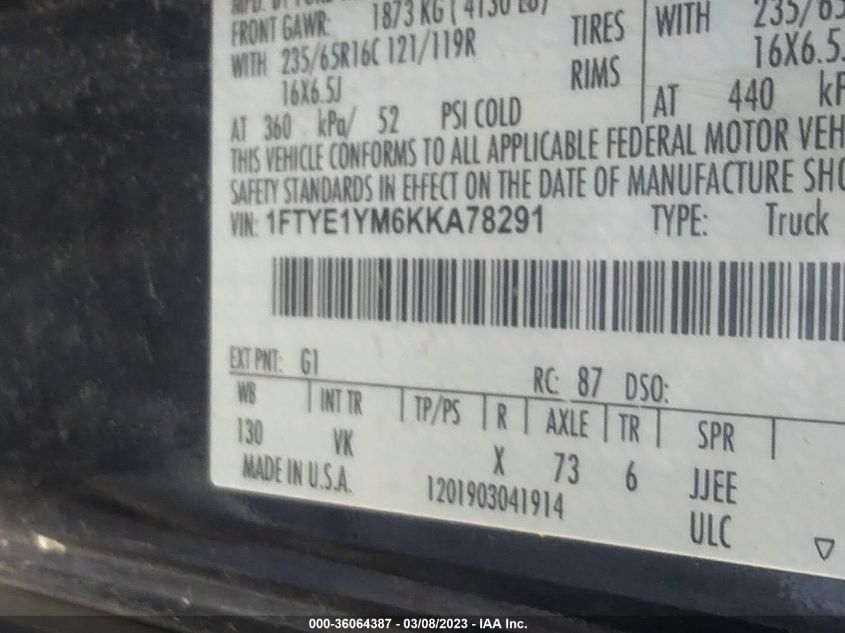 FRONT GAWR: 1873 KG ( 4130 LB)
WITH 235/65R16C 121/119R TIRES WITH 235/65
16X6.5J RIMS 16X6.5J
AT 360 kPa/ 52 PSI COLD AT 440 kP
THIS VEHICLE CONFORMS TO ALL APPLICABLE FEDERAL MOTOR VEH
SAFETY STANDARDS IN EFFECT ON THE DATE OF MANUFACTURE SHO
VIN: 1FTYE1YM6KKA78291 TYPE: Truck
EXT PNT: G1 RC: 87 DSO:
WB INT TR TP/PS R AXLE TR SPR
130 VK X 73 6 JJEE
MADE IN U.S.A. 1201903041914 ULC
000-36064387 - 03/08/2023 - IAA Inc.